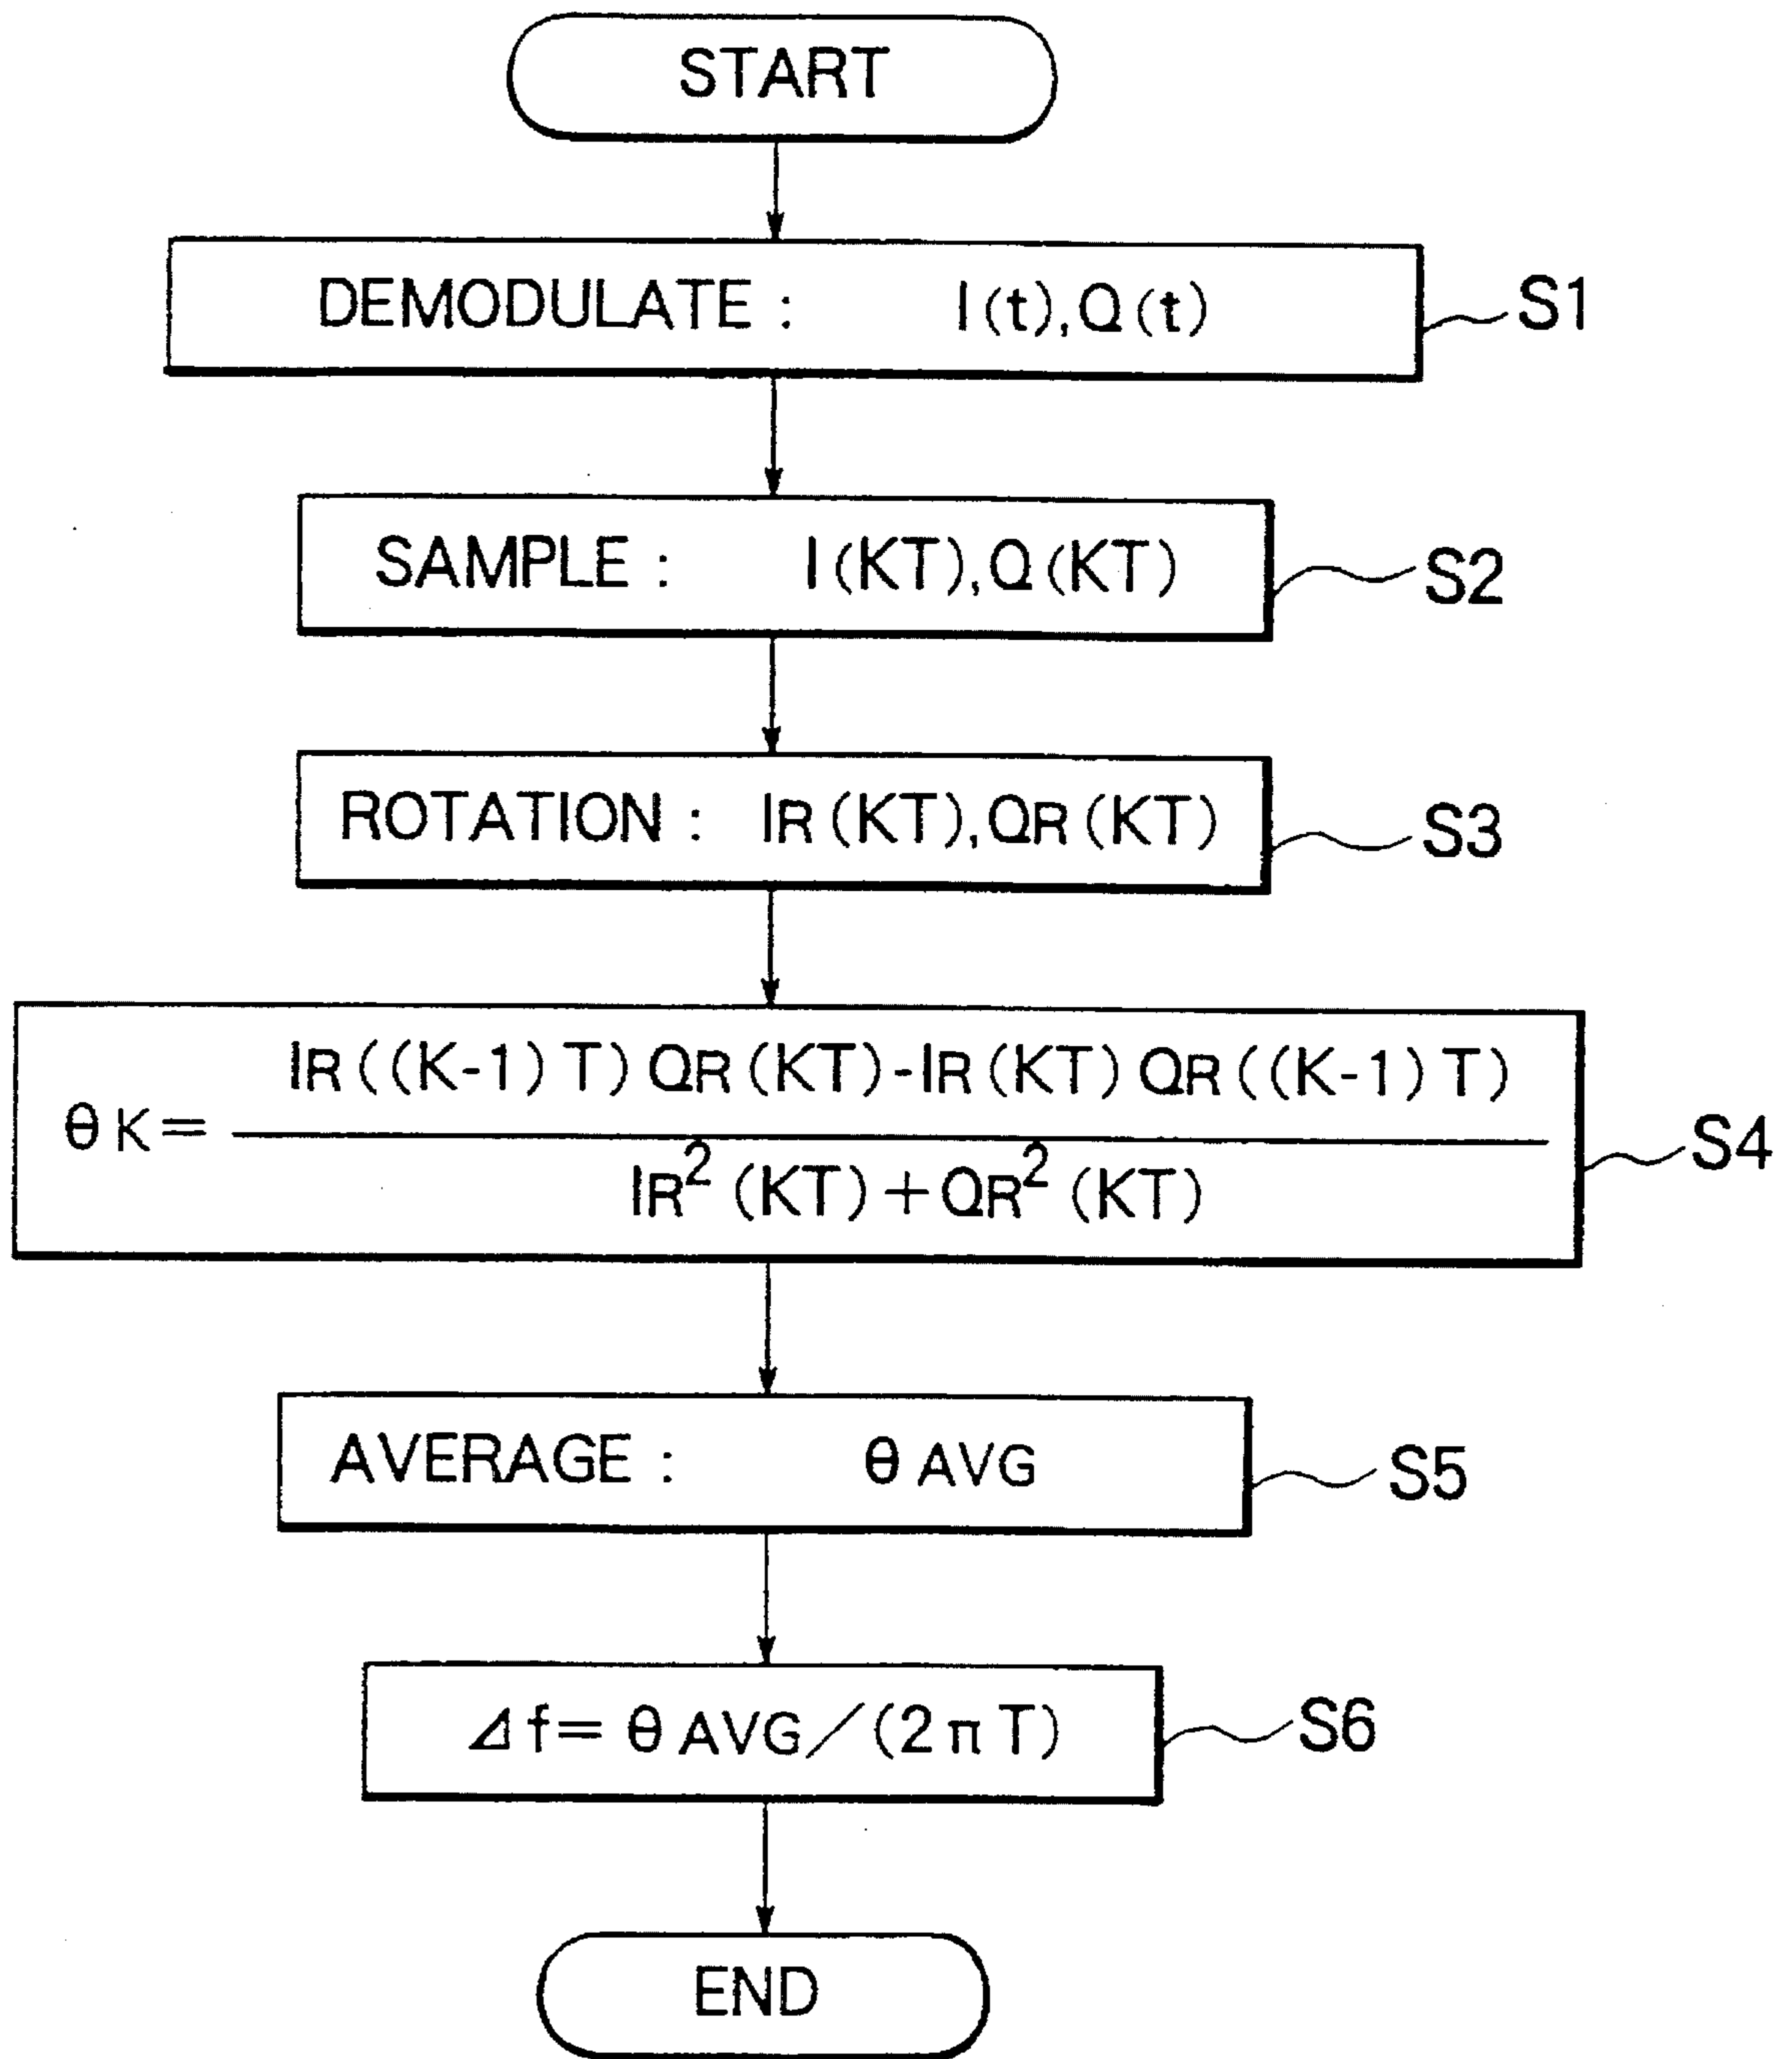 START
DEMODULATE : I(t),Q(t)
S1
SAMPLE : I(KT),Q(KT)
S2
ROTATION : IR(KT),QR(KT)
S3
IR((K-1)T)QR(KT)-IR(KT)QR((K-1)T)
θK=
IR²(KT)+QR²(KT)
S4
AVERAGE : θAVG
S5
⊿f=θAVG/(2πT)
S6
END